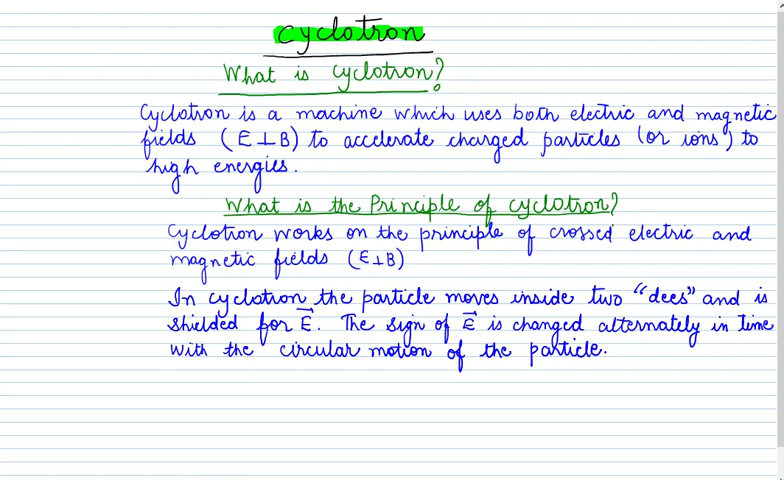 Cyclotron
What is Cyclotron?
Cyclotron is a machine which uses both electric and magnetic
fields (E⊥B) to accelerate charged particles (or ions) to
high energies.
What is the Principle of Cyclotron?
Cyclotron works on the principle of crossed electric and
magnetic fields (E⊥B)
In cyclotron the particle moves inside two "dees" and is
shielded for E⃗. The sign of E⃗ is changed alternately in time
with the circular motion of the particle.